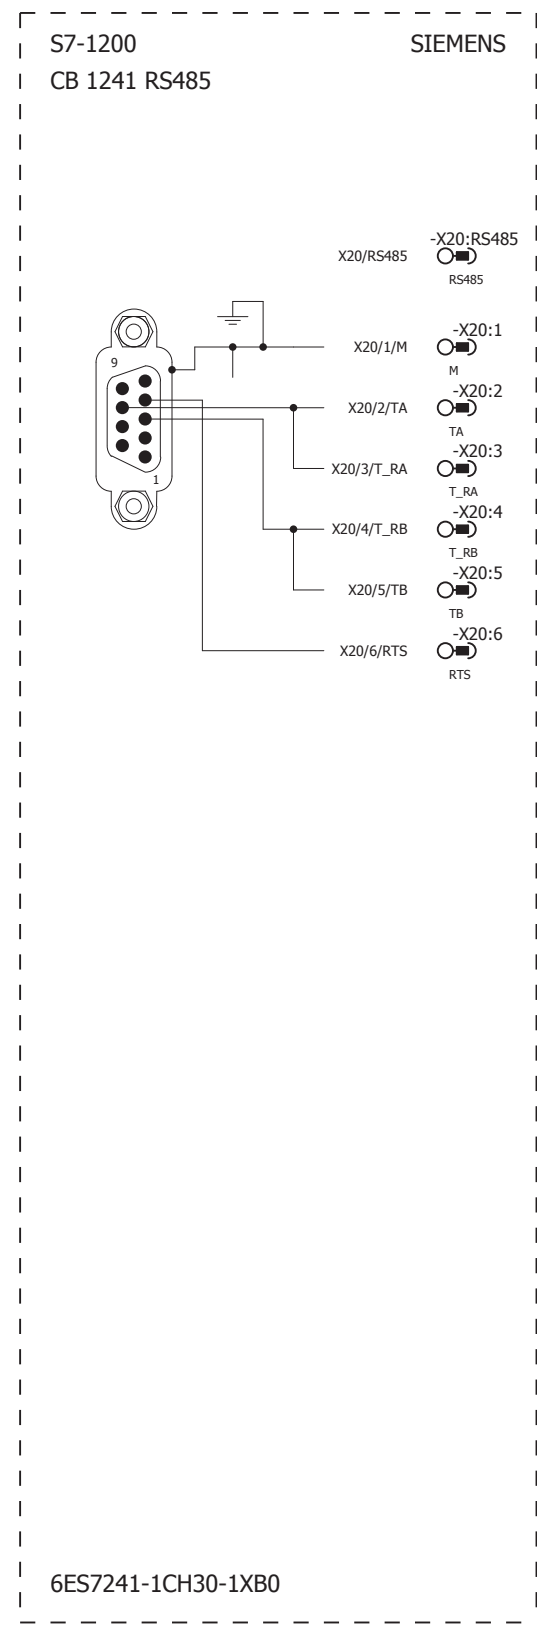 S7-1200 SIEMENS
CB 1241 RS485
-X20:RS485
X20/RS485
RS485
-X20:1
X20/1/M
M
9
-X20:2
X20/2/TA
TA
-X20:3
X20/3/T_RA
1
T_RA
-X20:4
X20/4/T_RB
T_RB
-X20:5
X20/5/TB
TB
-X20:6
X20/6/RTS
RTS
6ES7241-1CH30-1XB0